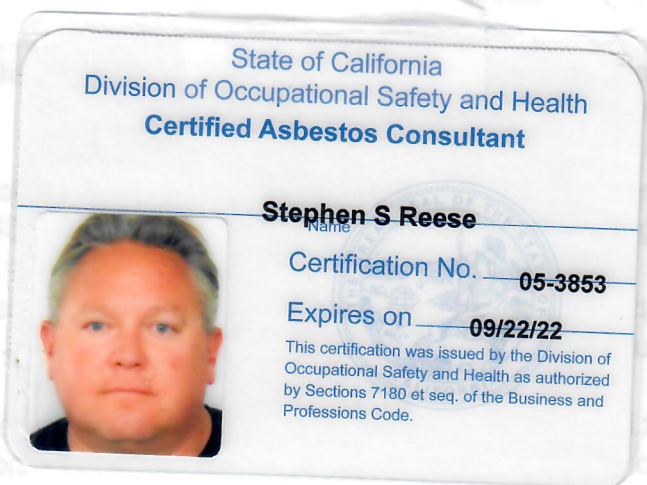 State of California
Division of Occupational Safety and Health
Certified Asbestos Consultant
Stephen S Reese
Name
Certification No. 05-3853
Expires on 09/22/22
This certification was issued by the Division of
Occupational Safety and Health as authorized
by Sections 7180 et seq. of the Business and
Professions Code.